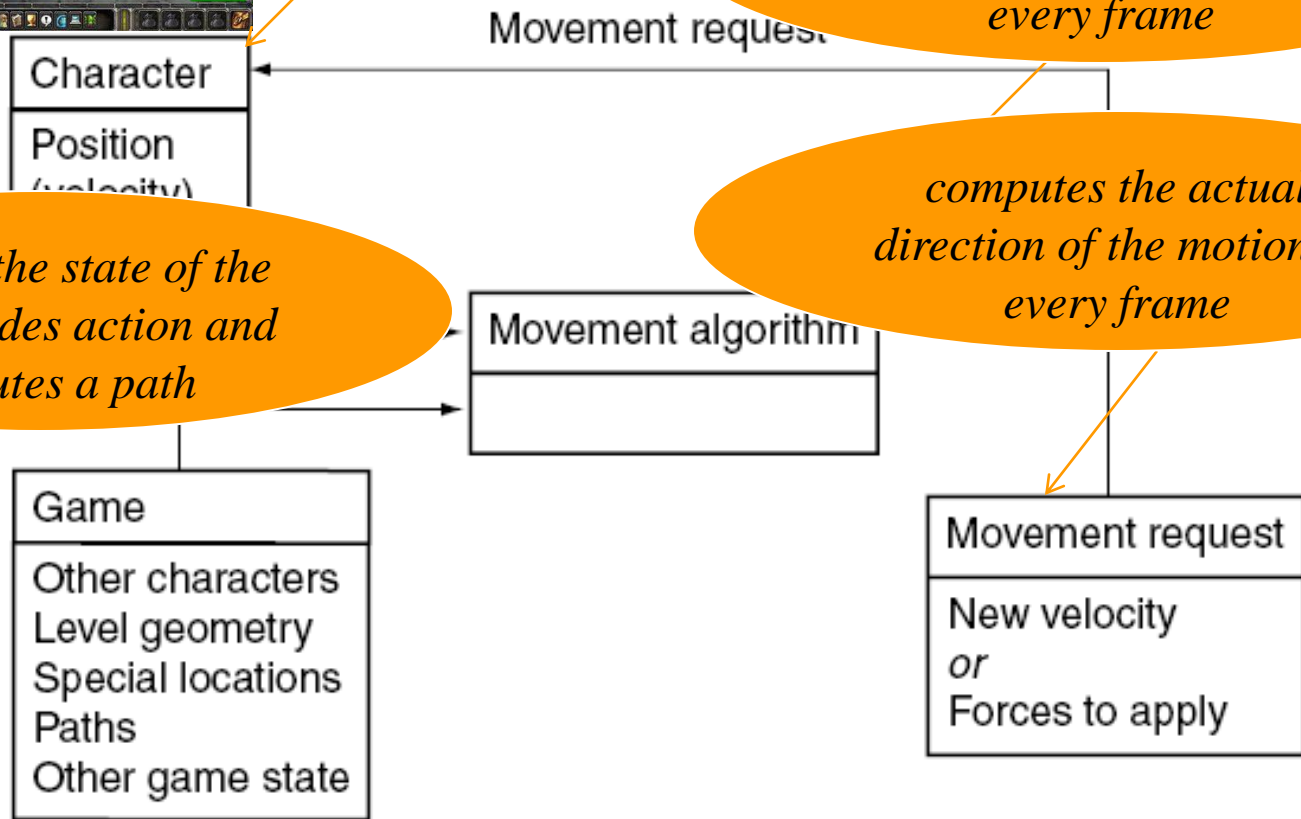 every frame
Movement request
Character
Position
(velocity)
computes the actual
direction of the motion
every frame
the state of the
des action and
utes a path
Movement algorithm
Game
Other characters
Level geometry
Special locations
Paths
Other game state
Movement request
New velocity
or
Forces to apply